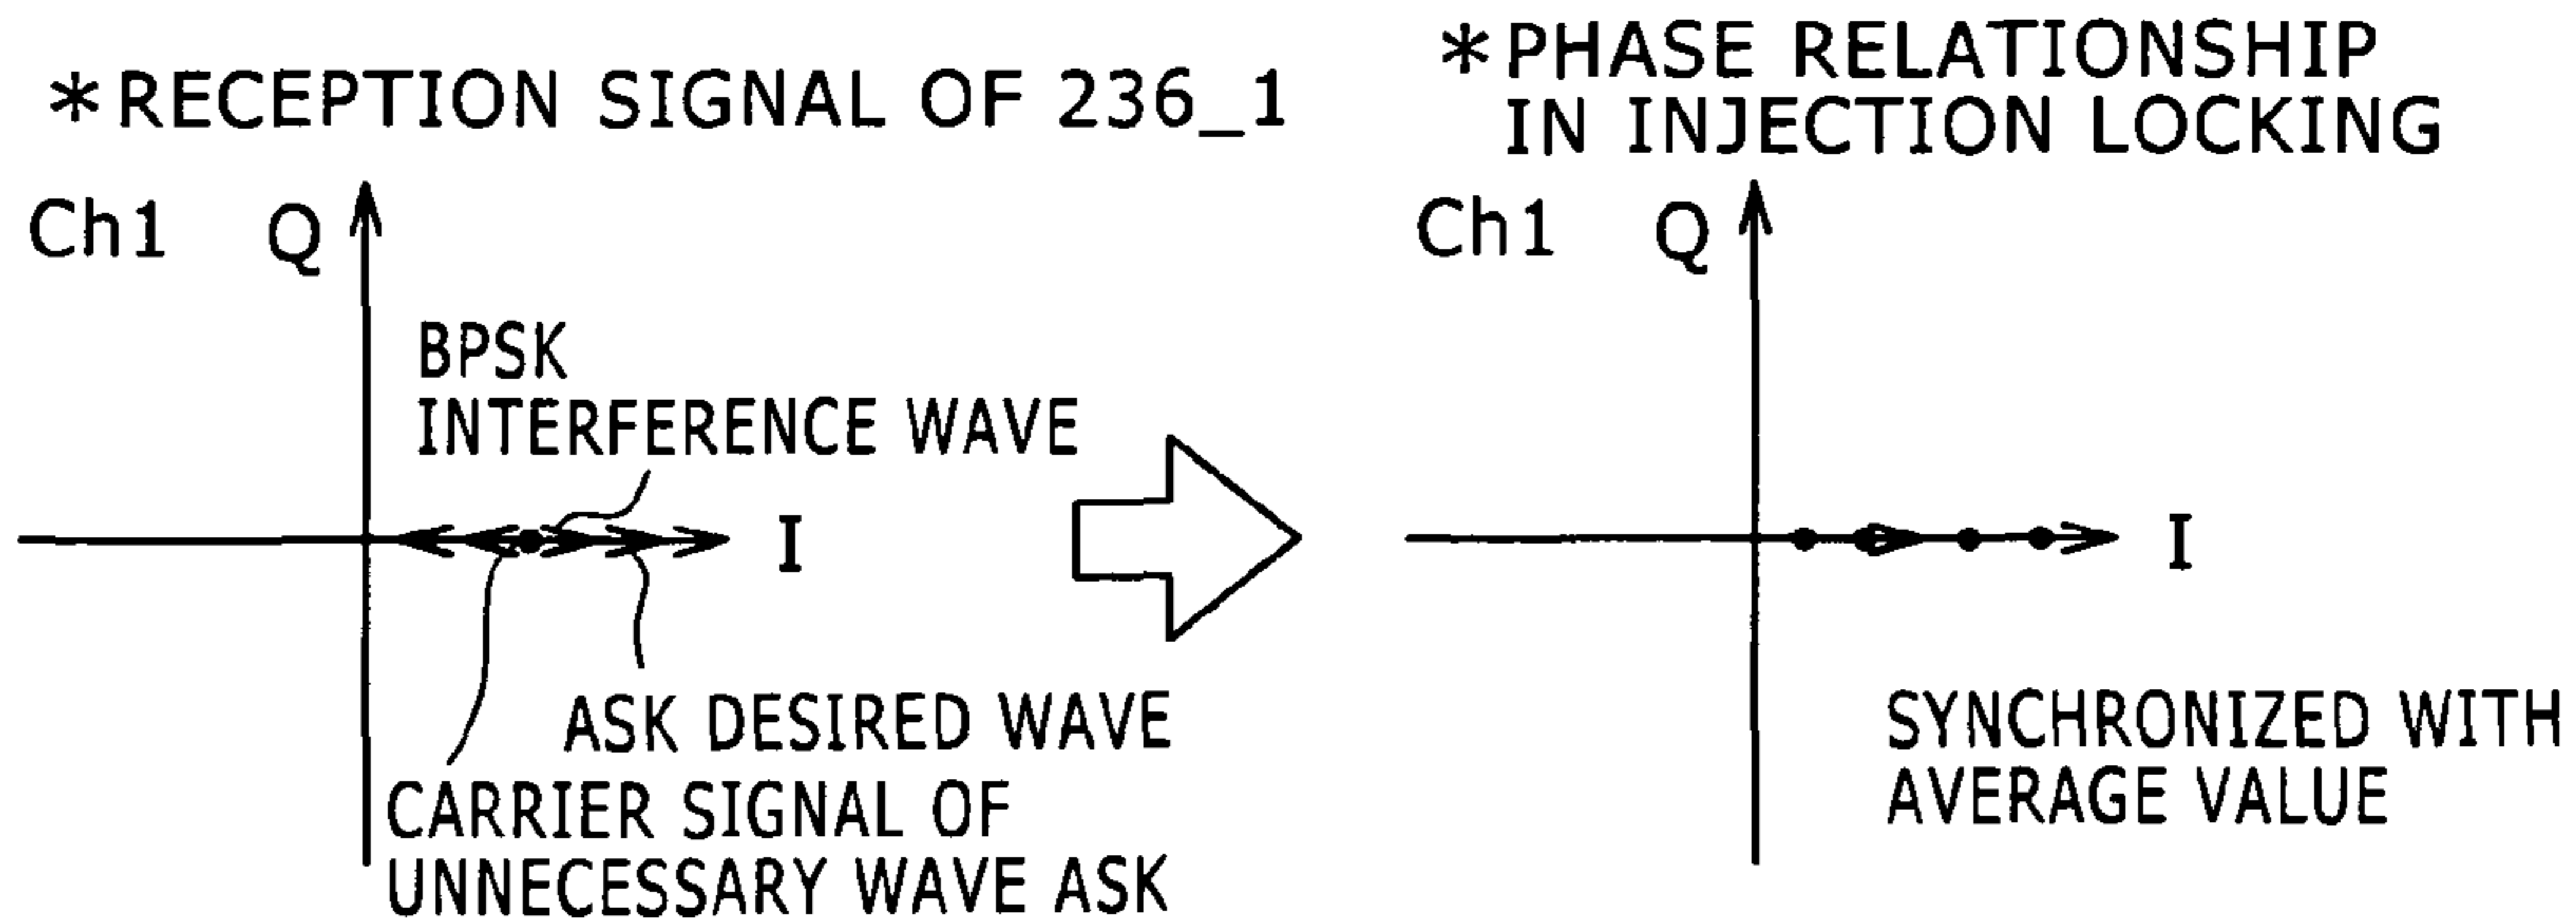 *RECEPTION SIGNAL OF 236_1
Ch1 Q
BPSK
INTERFERENCE WAVE
I
ASK DESIRED WAVE
CARRIER SIGNAL OF
UNNECESSARY WAVE ASK
*PHASE RELATIONSHIP
IN INJECTION LOCKING
Ch1 Q
I
SYNCHRONIZED WITH
AVERAGE VALUE